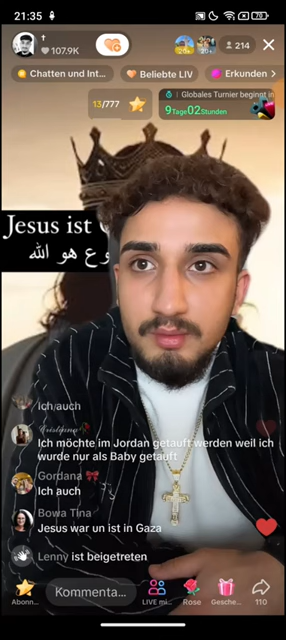 21:35
70
†
107.9K
20+
20+
214
Chatten und Int...
Beliebte LIV
Erkunden >
13/777
Globales Turnier beginnt in
9Tage02Stunden
Jesus ist
وع هو الله
Ich auch
Ich möchte im Jordan getauft werden weil ich
wurde nur als Baby getauft
Gordana
Ich auch
Bowa Tina
Jesus war un ist in Gaza
Lenny ist beigetreten
Abonn...
Kommenta...
LIVE mi...
Rose
Gesche...
110